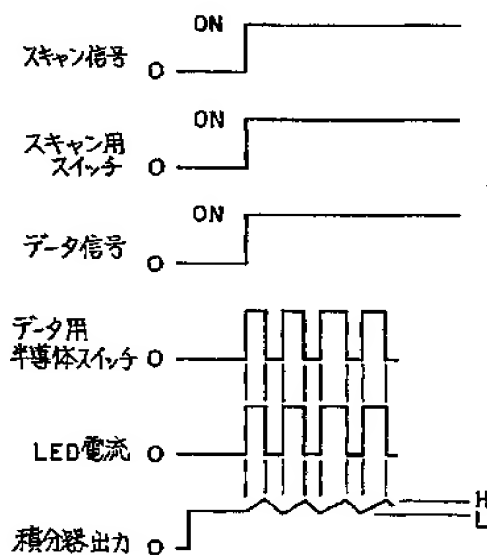 ON
スキャン信号 O
ON
スキャン用
スイッチ O
ON
データ信号 O
データ用
半導体スイッチ O
LED電流 O
H
L
積分器出力 O